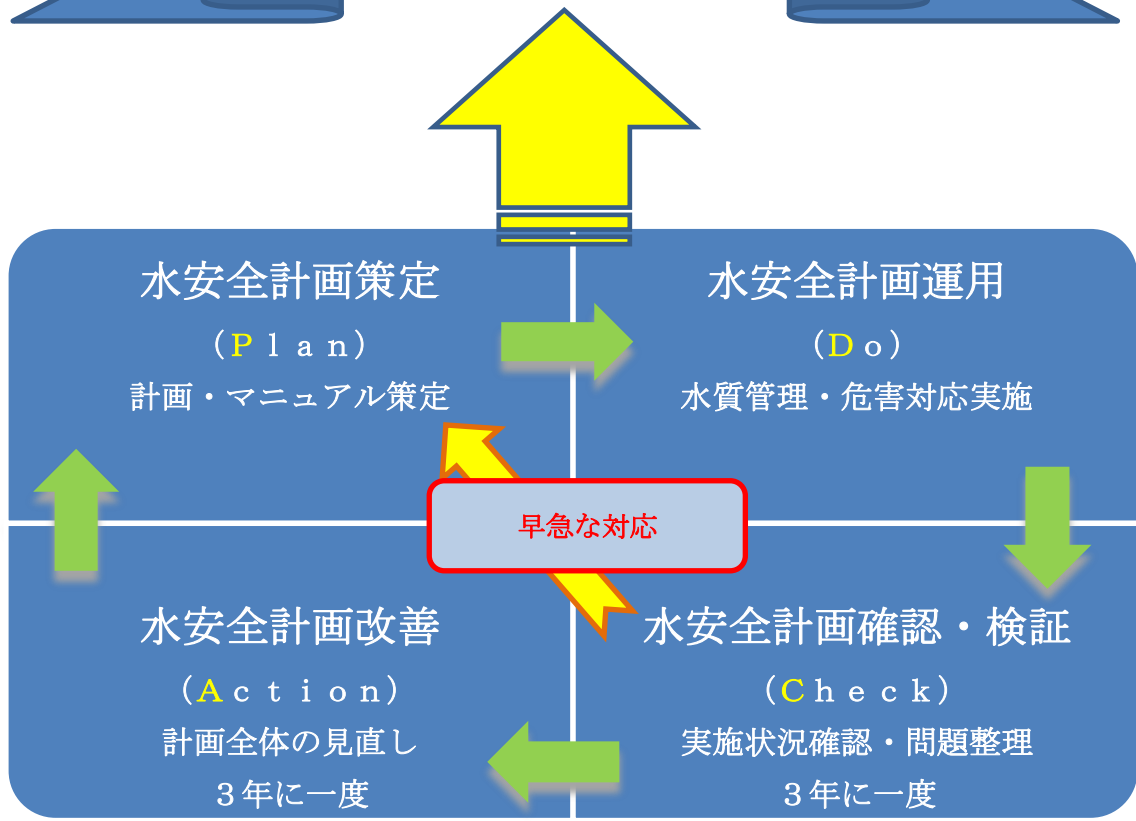 水安全計画策定
（Ｐｌａｎ）
計画・マニュアル策定
水安全計画運用
（Ｄｏ）
水質管理・危害対応実施
早急な対応
水安全計画改善
（Ａｃｔｉｏｎ）
計画全体の見直し
３年に一度
水安全計画確認・検証
（Ｃｈｅｃｋ）
実施状況確認・問題整理
３年に一度